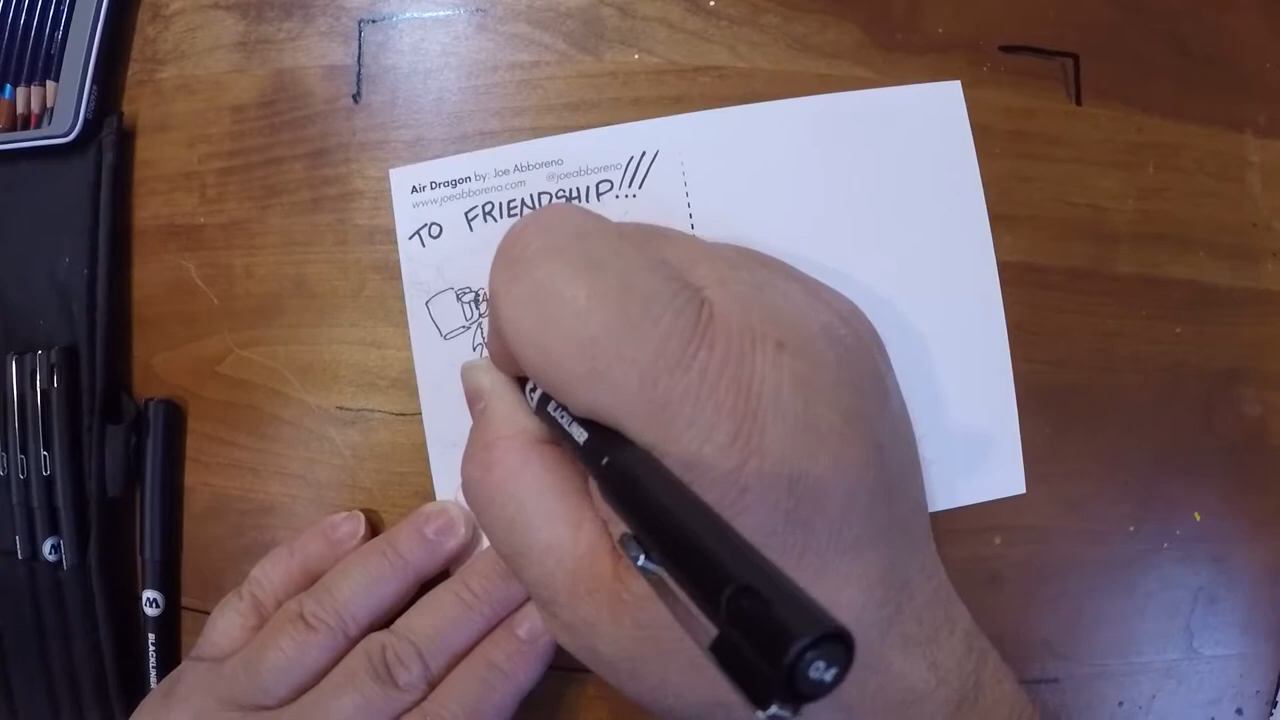 Air Dragon by: Joe Abboreno
www.joeabboreno.com @joeabboreno
TO FRIENDSHIP!!!
BLACKLINER
0.4
BLACKLINER